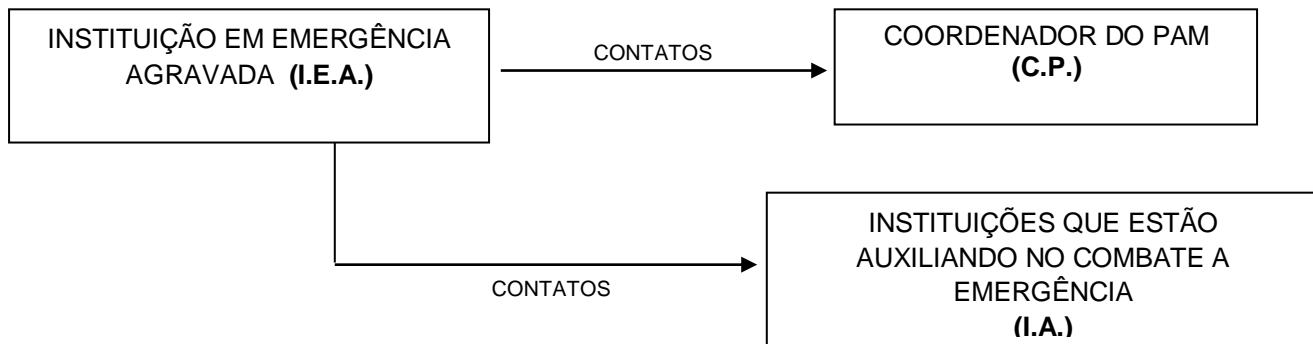 INSTITUIÇÃO EM EMERGÊNCIA
AGRAVADA (I.E.A.)
CONTATOS
COORDENADOR DO PAM
(C.P.)
CONTATOS
INSTITUIÇÕES QUE ESTÃO
AUXILIANDO NO COMBATE A
EMERGÊNCIA
(I.A.)